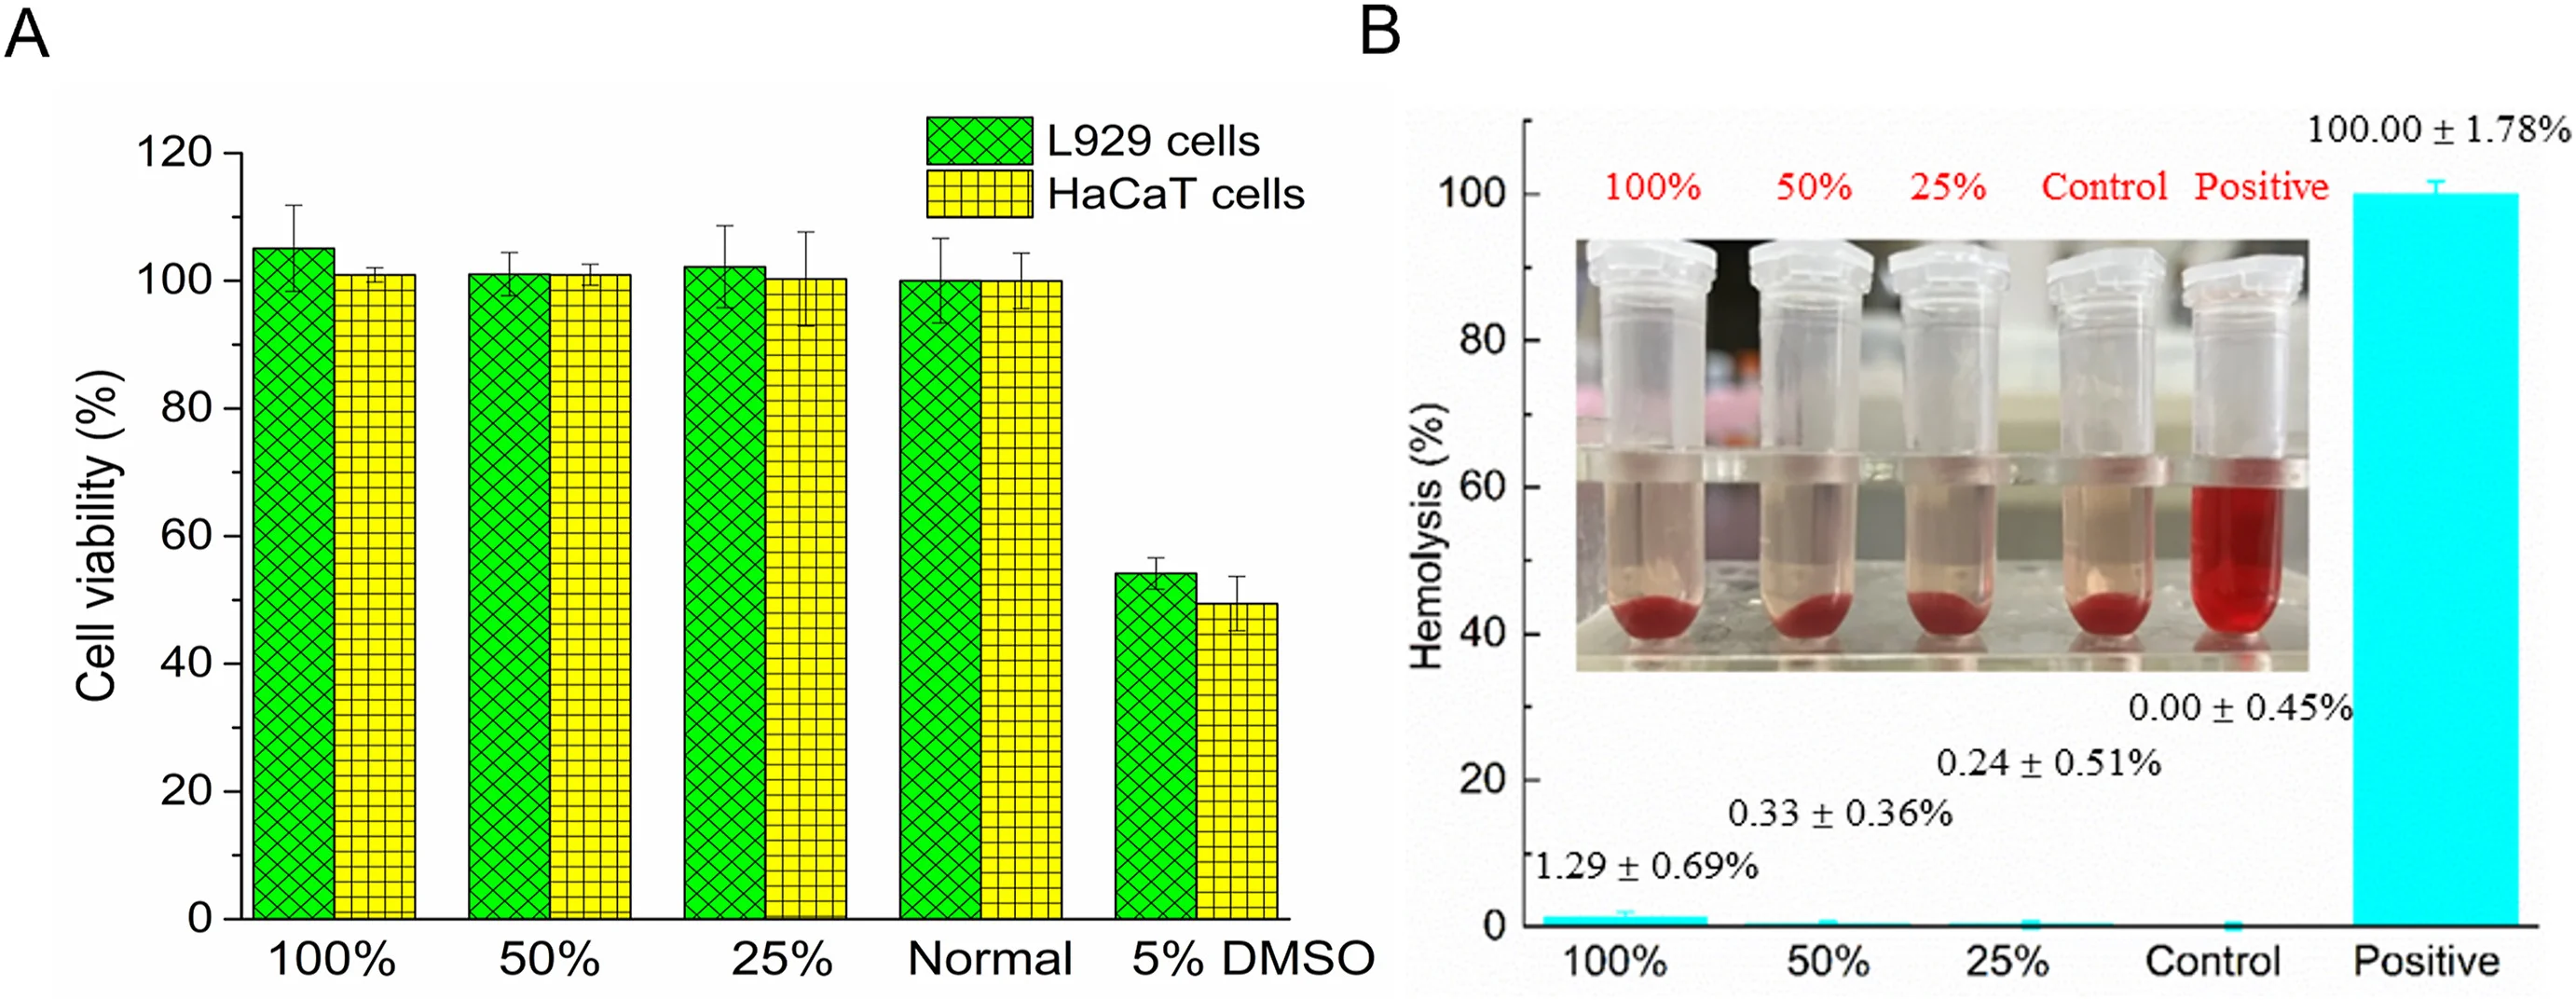 A
B
L929 cells
HaCaT cells
Cell viability (%)
120
100
80
60
40
20
0
100% 50% 25% Normal 5% DMSO
100.00 ± 1.78%
100% 50% 25% Control Positive
Hemolysis (%)
100
80
60
40
20
0
0.00 ± 0.45%
0.24 ± 0.51%
0.33 ± 0.36%
1.29 ± 0.69%
100% 50% 25% Control Positive